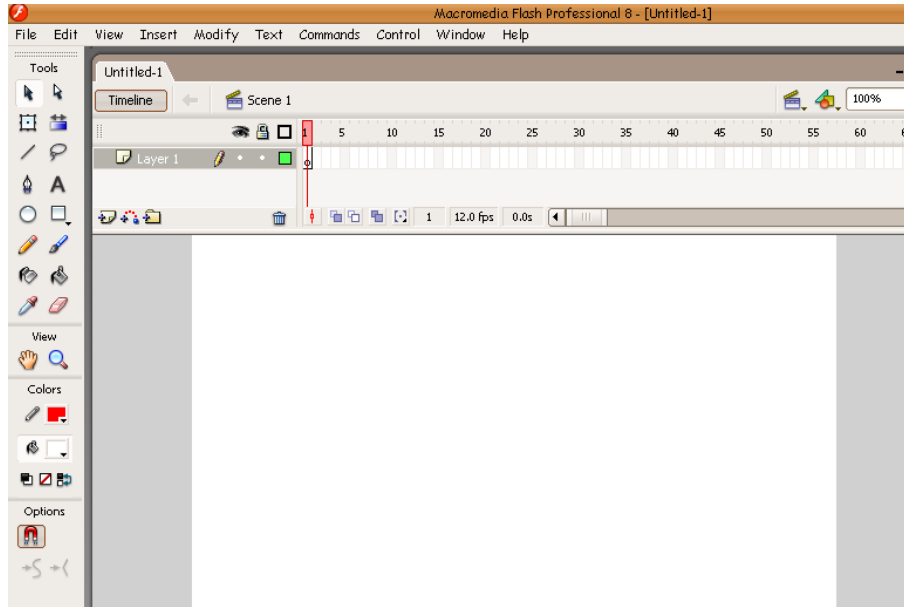 Macromedia Flash Professional 8 - [Untitled-1]
File Edit View Insert Modify Text Commands Control Window Help
Tools
Untitled-1
Timeline Scene 1 100%
1 5 10 15 20 25 30 35 40 45 50 55 60
Layer 1
1 12.0 fps 0.0s
View
Colors
Options